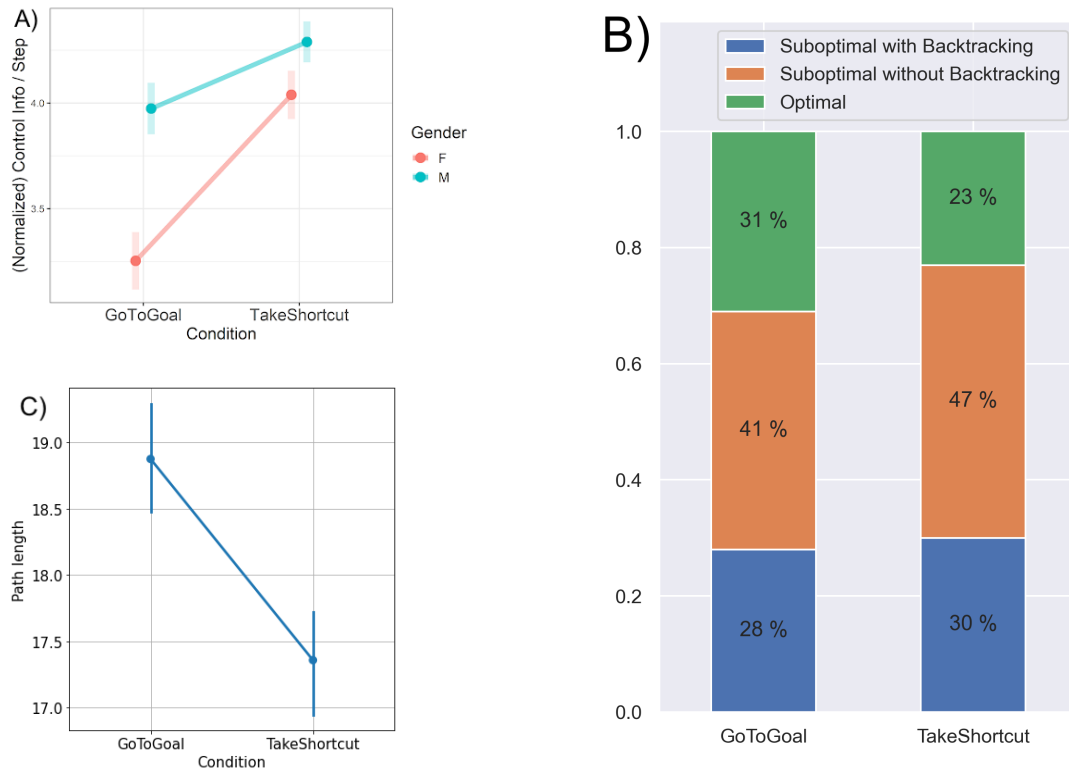 A)
(Normalized) Control Info / Step
4.0
3.5
GoToGoal
TakeShortcut
Condition
Gender
F
M
B)
Suboptimal with Backtracking
Suboptimal without Backtracking
Optimal
1.0
0.8
0.6
0.4
0.2
0.0
31 %
23 %
41 %
47 %
28 %
30 %
GoToGoal
TakeShortcut
C)
Path length
19.0
18.5
18.0
17.5
17.0
GoToGoal
TakeShortcut
Condition